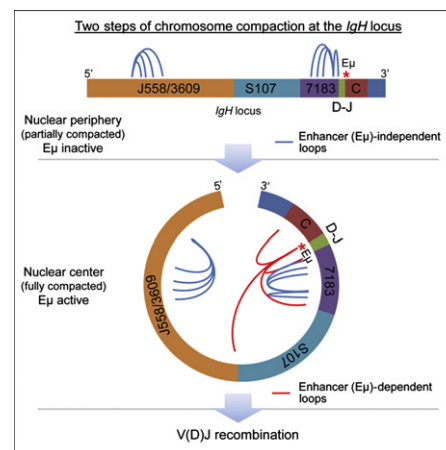 Two steps of chromosome compaction at the IgH locus
Eμ
5' * 3'
J558/3609 S107 7183 C
D-J
IgH locus
Nuclear periphery
(partially compacted)
Eμ inactive
Enhancer (Eμ)-independent
loops
5' 3'
C D-J
*
Eμ
7183
Nuclear center
(fully compacted)
Eμ active
J558/3609
S107
Enhancer (Eμ)-dependent
loops
V(D)J recombination